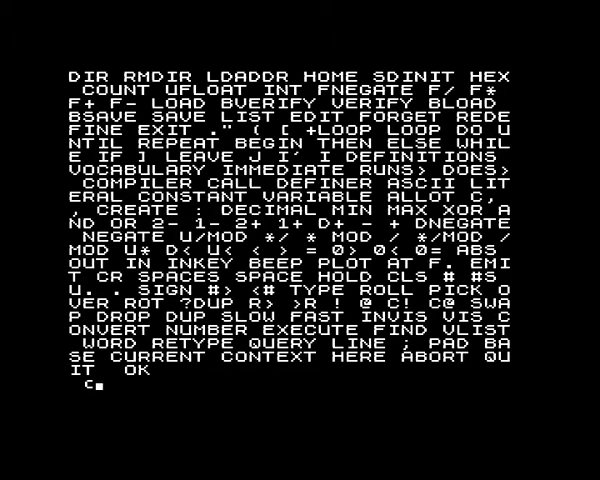 DIR RMDIR LDADDR HOME SDINIT HEX
 COUNT UFLOAT INT FNEGATE F/ F*
F+ F- LOAD BVERIFY VERIFY BLOAD
BSAVE SAVE LIST EDIT FORGET REDE
FINE EXIT ." ( [ +LOOP LOOP DO U
NTIL REPEAT BEGIN THEN ELSE WHIL
E IF ] LEAVE J I' I DEFINITIONS
VOCABULARY IMMEDIATE RUNS> DOES>
 COMPILER CALL DEFINER ASCII LIT
ERAL CONSTANT VARIABLE ALLOT C,
, CREATE : DECIMAL MIN MAX XOR A
ND OR 2- 1- 2+ 1+ D+ - + DNEGATE
 NEGATE U/MOD */ * MOD / */MOD /
MOD U* D< U< < > = 0> 0< 0= ABS
OUT IN INKEY BEEP PLOT AT F. EMI
T CR SPACES SPACE HOLD CLS # #S
U. . SIGN #> <# TYPE ROLL PICK O
VER ROT ?DUP R> >R ! @ C! C@ SWA
P DROP DUP SLOW FAST INVIS VIS C
ONVERT NUMBER EXECUTE FIND VLIST
 WORD RETYPE QUERY LINE ; PAD BA
SE CURRENT CONTEXT HERE ABORT QU
IT  OK
 c